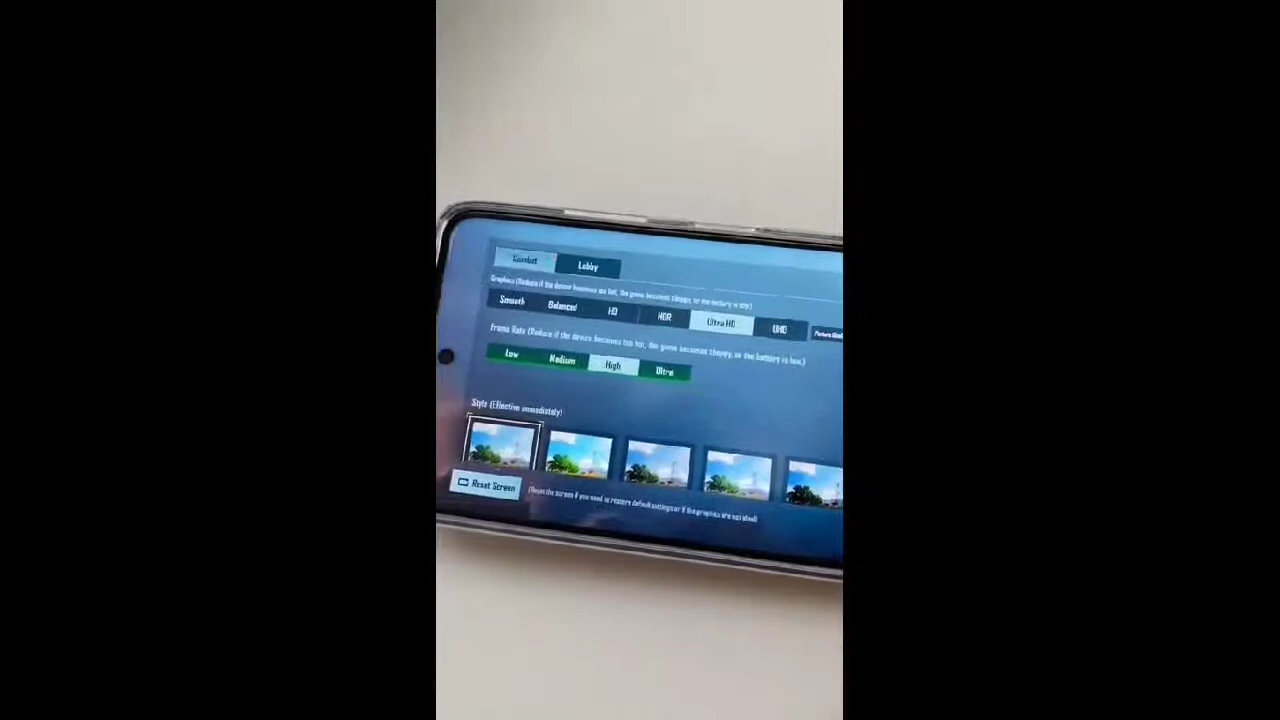 Combat Lobby
Graphics (Reduce if the device becomes too hot, the game becomes choppy, or the battery is low.)
Smooth Balanced HD HDR Ultra HD UHD
Frame Rate (Reduce if the device becomes too hot, the game becomes choppy, or the battery is low.)
Low Medium High Ultra
Style (Effective immediately)
Reset Screen (Reset the screen if you need to restore default settings or if the graphics are not ideal)